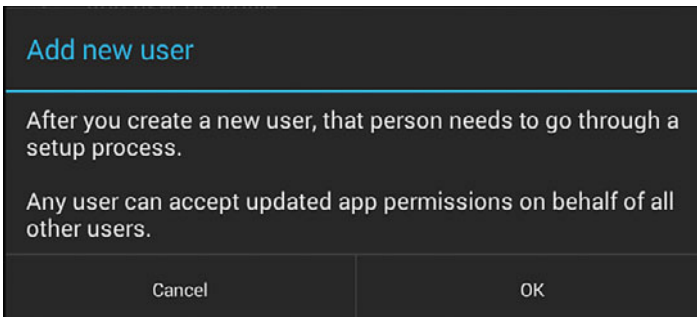 Add new user
After you create a new user, that person needs to go through a
setup process.
Any user can accept updated app permissions on behalf of all
other users.
Cancel
OK